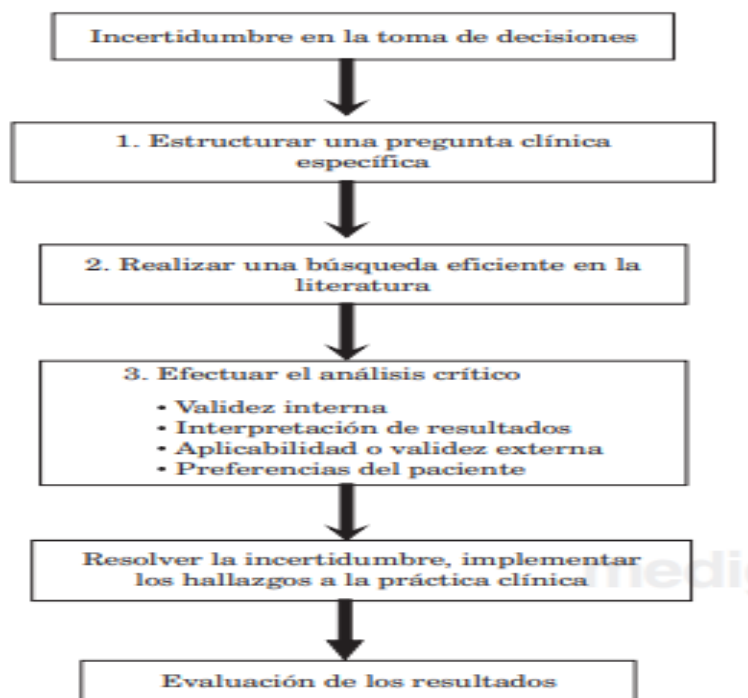 Incertidumbre en la toma de decisiones
1. Estructurar una pregunta clínica
específica
2. Realizar una búsqueda eficiente en la
literatura
3. Efectuar el análisis crítico
• Validez interna
• Interpretación de resultados
• Aplicabilidad o validez externa
• Preferencias del paciente
Resolver la incertidumbre, implementar
los hallazgos a la práctica clínica
medig
Evaluación de los resultados